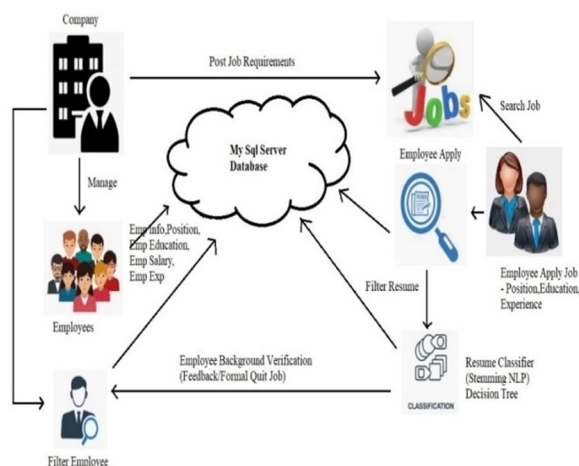 Company
Post Job Requirements
Jobs
Search Job
My Sql Server
Database
Employee Apply
JOBS
Manage
Emp Info,Position,
Emp Education,
Emp Salary,
Emp Exp
Employees
Filter Resume
Employee Apply Job
- Position,Education,
Experience
Employee Background Verification
(Feedback/Formal Quit Job)
Resume Classifier
(Stemming NLP)
Decision Tree
CLASSIFICATION
Filter Employee